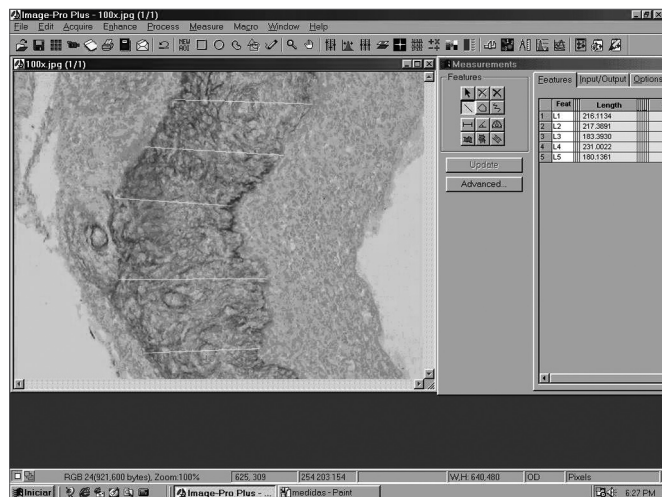 Image-Pro Plus - 100x.jpg (1/1)
File Edit Acquire Enhance Process Measure Macro Window Help
100x.jpg (1/1)
Measurements
Features
Update
Advanced...
Features Input/Output Options
Feat Length
1 L1 216.1134
2 L2 217.3891
3 L3 183.3930
4 L4 231.0022
5 L5 180.1361
RGB 24(921,600 bytes), Zoom:100% 625, 309 254 203 154 W,H: 640,480 OD Pixels
Iniciar Image-Pro Plus - ... medidas - Paint 6:27 PM